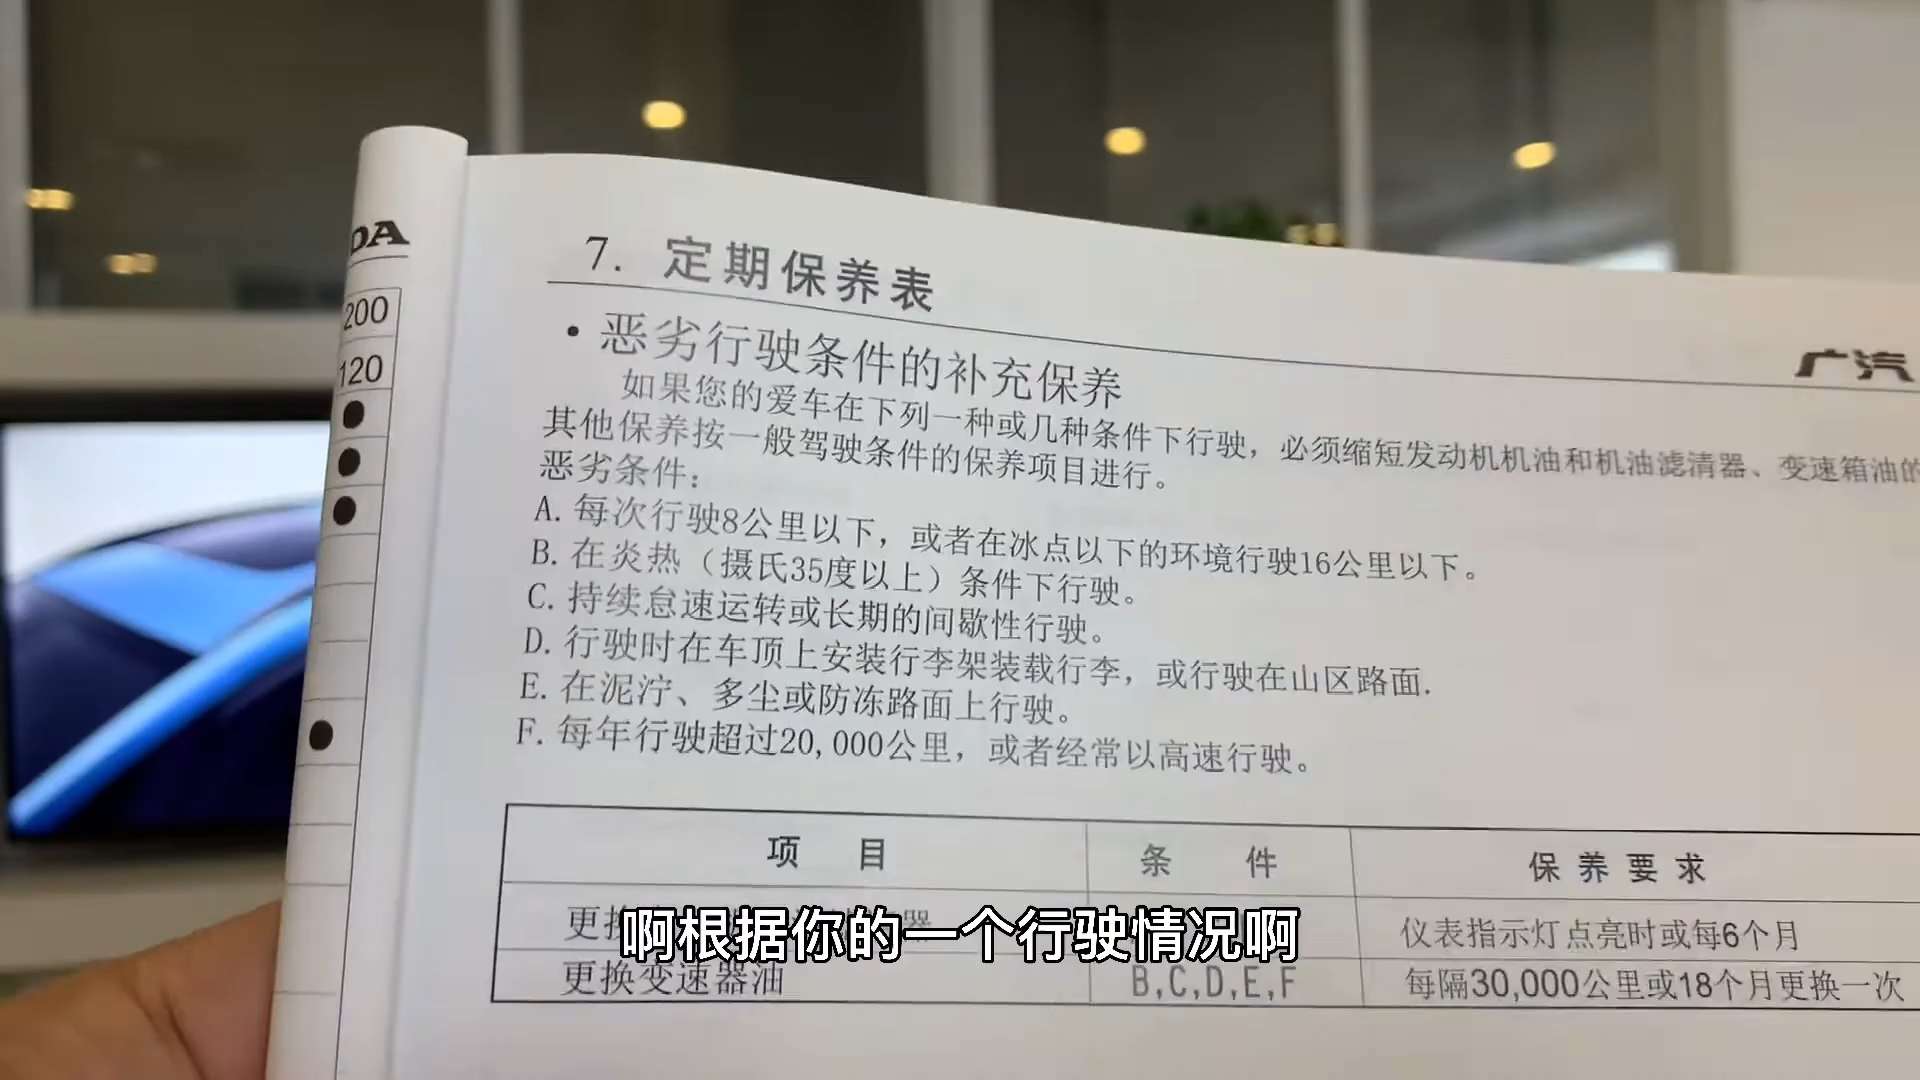 DA
200
120
7. 定期保养表
广汽
• 恶劣行驶条件的补充保养
如果您的爱车在下列一种或几种条件下行驶，必须缩短发动机机油和机油滤清器、变速箱油的
其他保养按一般驾驶条件的保养项目进行。
恶劣条件：
A. 每次行驶8公里以下，或者在冰点以下的环境行驶16公里以下。
B. 在炎热（摄氏35度以上）条件下行驶。
C. 持续怠速运转或长期的间歇性行驶。
D. 行驶时在车顶上安装行李架装载行李，或行驶在山区路面.
E. 在泥泞、多尘或防冻路面上行驶。
F. 每年行驶超过20,000公里，或者经常以高速行驶。
项 目 条 件 保养要求
更换 器 仪表指示灯点亮时或每6个月
啊根据你的一个行驶情况啊
更换变速器油 B,C,D,E,F 每隔30,000公里或18个月更换一次